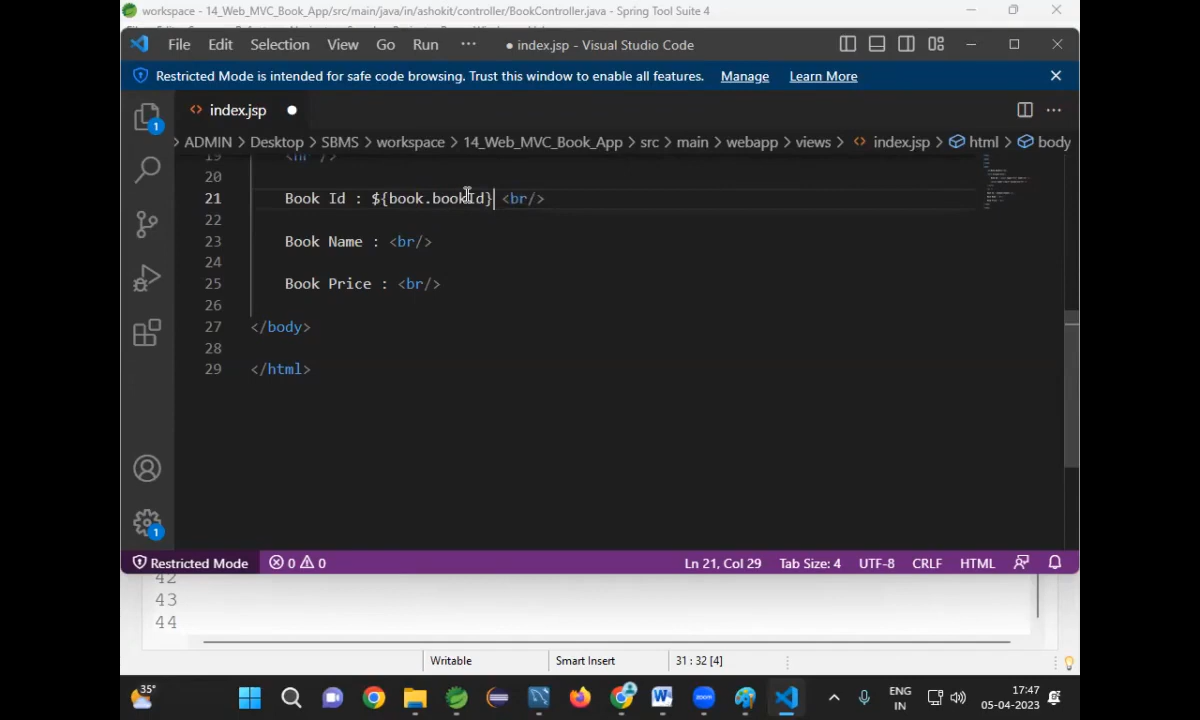 workspace - 14_Web_MVC_Book_App/src/main/java/in/ashokit/controller/BookController.java - Spring Tool Suite 4
File Edit Selection View Go Run ··· ● index.jsp - Visual Studio Code
Restricted Mode is intended for safe code browsing. Trust this window to enable all features. Manage Learn More
1
<> index.jsp ●
> ADMIN > Desktop > SBMS > workspace > 14_Web_MVC_Book_App > src > main > webapp > views > <> index.jsp > html > body
19 <hr />
20
21 Book Id : ${book.bookId} <br/>
22
23 Book Name : <br/>
24
25 Book Price : <br/>
26
27 </body>
28
29 </html>
1
Restricted Mode 0 0 Ln 21, Col 29 Tab Size: 4 UTF-8 CRLF HTML
42
43
44
Writable Smart Insert 31 : 32 [4]
35° ENG IN 17:47 05-04-2023